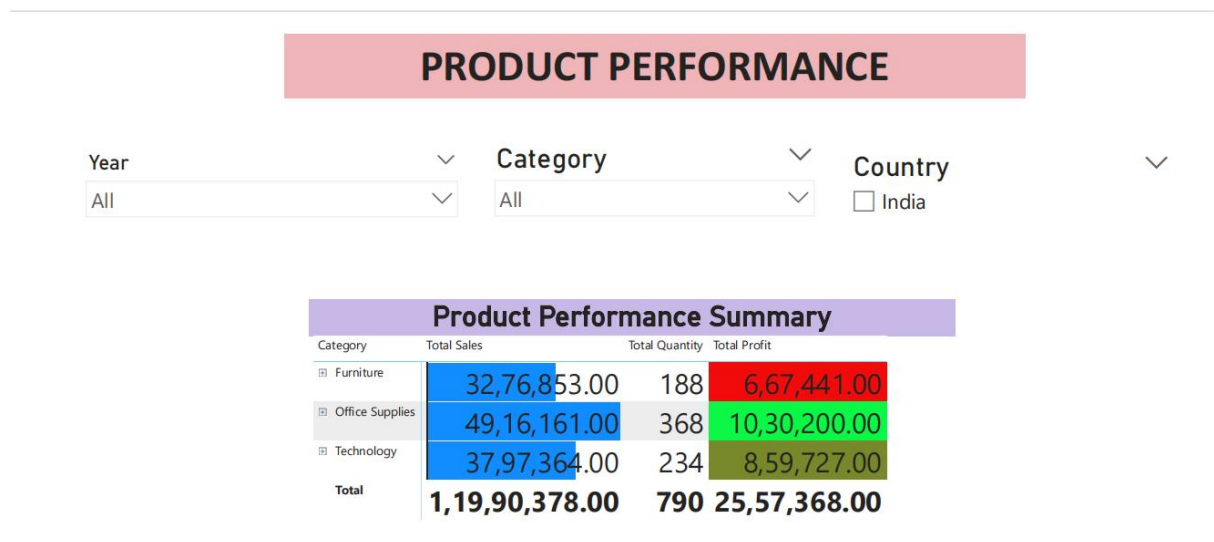 PRODUCT PERFORMANCE
Year Category Country
All All India
Product Performance Summary
Category Total Sales Total Quantity Total Profit
Furniture 32,76,853.00 188 6,67,441.00
Office Supplies 49,16,161.00 368 10,30,200.00
Technology 37,97,364.00 234 8,59,727.00
Total 1,19,90,378.00 790 25,57,368.00